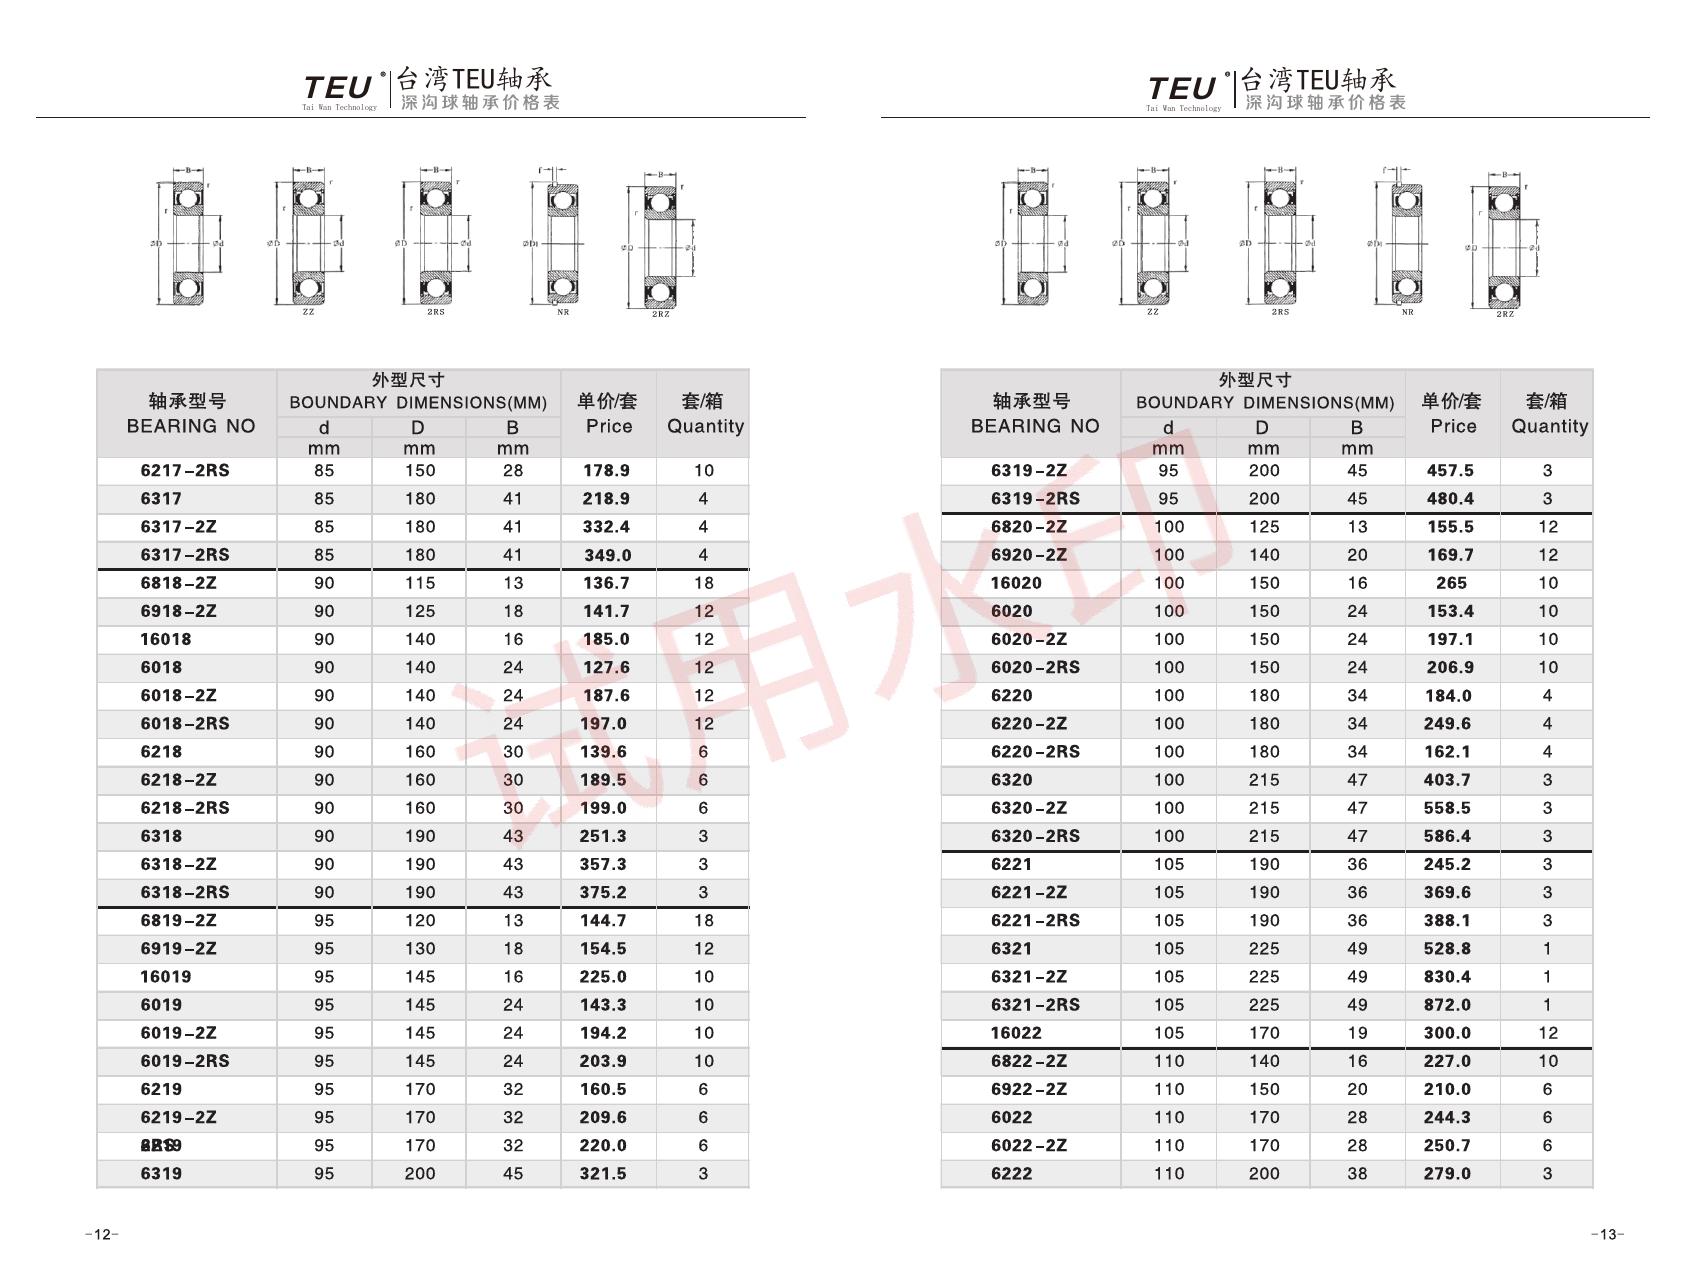 TEU® 台湾TEU轴承
Tai Wan Technology 深沟球轴承价格表
B r r ØD Ød
B r r ØD Ød ZZ
B r r ØD Ød 2RS
f ØD1 NR
B r r ØD Ød 2RZ
轴承型号 外型尺寸 单价/套 套/箱
BEARING NO BOUNDARY DIMENSIONS(MM) Price Quantity
d D B
mm mm mm
6217-2RS 85 150 28 178.9 10
6317 85 180 41 218.9 4
6317-2Z 85 180 41 332.4 4
6317-2RS 85 180 41 349.0 4
6818-2Z 90 115 13 136.7 18
6918-2Z 90 125 18 141.7 12
16018 90 140 16 185.0 12
6018 90 140 24 127.6 12
6018-2Z 90 140 24 187.6 12
6018-2RS 90 140 24 197.0 12
6218 90 160 30 139.6 6
6218-2Z 90 160 30 189.5 6
6218-2RS 90 160 30 199.0 6
6318 90 190 43 251.3 3
6318-2Z 90 190 43 357.3 3
6318-2RS 90 190 43 375.2 3
6819-2Z 95 120 13 144.7 18
6919-2Z 95 130 18 154.5 12
16019 95 145 16 225.0 10
6019 95 145 24 143.3 10
6019-2Z 95 145 24 194.2 10
6019-2RS 95 145 24 203.9 10
6219 95 170 32 160.5 6
6219-2Z 95 170 32 209.6 6
95 170 32 220.0 6
6319 95 200 45 321.5 3
-12-
TEU® 台湾TEU轴承
Tai Wan Technology 深沟球轴承价格表
B r r ØD Ød
B r r ØD Ød ZZ
B r r ØD Ød 2RS
f ØD1 NR
B r r ØD Ød 2RZ
轴承型号 外型尺寸 单价/套 套/箱
BEARING NO BOUNDARY DIMENSIONS(MM) Price Quantity
d D B
mm mm mm
6319-2Z 95 200 45 457.5 3
6319-2RS 95 200 45 480.4 3
6820-2Z 100 125 13 155.5 12
6920-2Z 100 140 20 169.7 12
16020 100 150 16 265 10
6020 100 150 24 153.4 10
6020-2Z 100 150 24 197.1 10
6020-2RS 100 150 24 206.9 10
6220 100 180 34 184.0 4
6220-2Z 100 180 34 249.6 4
6220-2RS 100 180 34 162.1 4
6320 100 215 47 403.7 3
6320-2Z 100 215 47 558.5 3
6320-2RS 100 215 47 586.4 3
6221 105 190 36 245.2 3
6221-2Z 105 190 36 369.6 3
6221-2RS 105 190 36 388.1 3
6321 105 225 49 528.8 1
6321-2Z 105 225 49 830.4 1
6321-2RS 105 225 49 872.0 1
16022 105 170 19 300.0 12
6822-2Z 110 140 16 227.0 10
6922-2Z 110 150 20 210.0 6
6022 110 170 28 244.3 6
6022-2Z 110 170 28 250.7 6
6222 110 200 38 279.0 3
-13-
试用水印